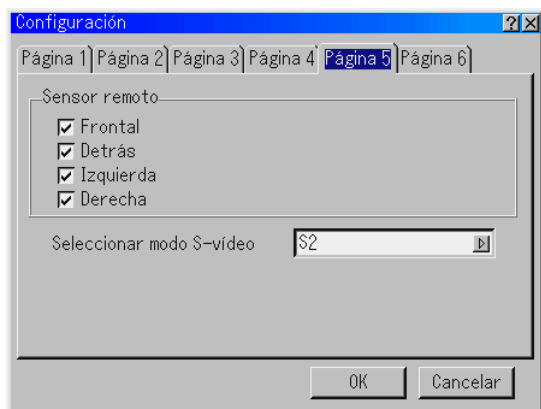 Configuración
Página 1 Página 2 Página 3 Página 4 Página 5 Página 6
Sensor remoto
Frontal
Detrás
Izquierda
Derecha
Seleccionar modo S-vídeo S2
OK Cancelar